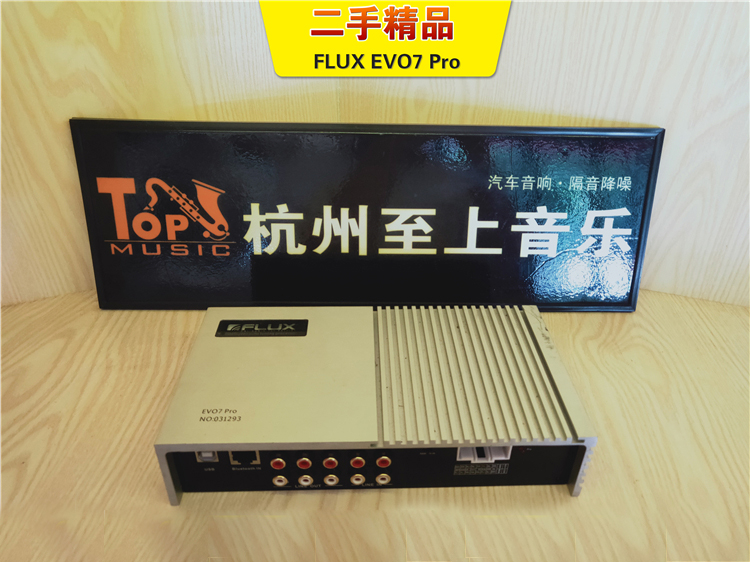 二手精品
FLUX EVO7 Pro
汽车音响·隔音降噪
TOP
MUSIC
杭州至上音乐
FLUX
EVO7 Pro
NO:031293
USB